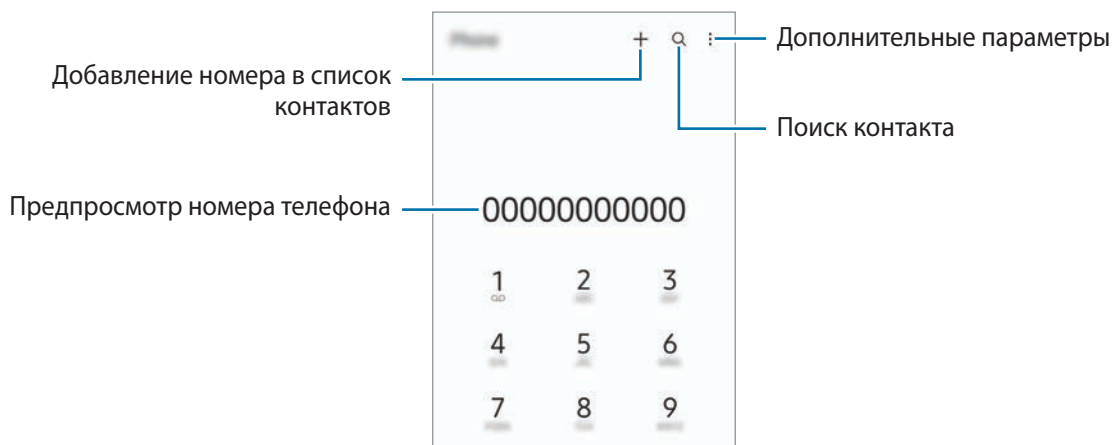 Дополнительные параметры
Добавление номера в список
контактов
Поиск контакта
Предпросмотр номера телефона
00000000000
1 2 3
4 5 6
7 8 9